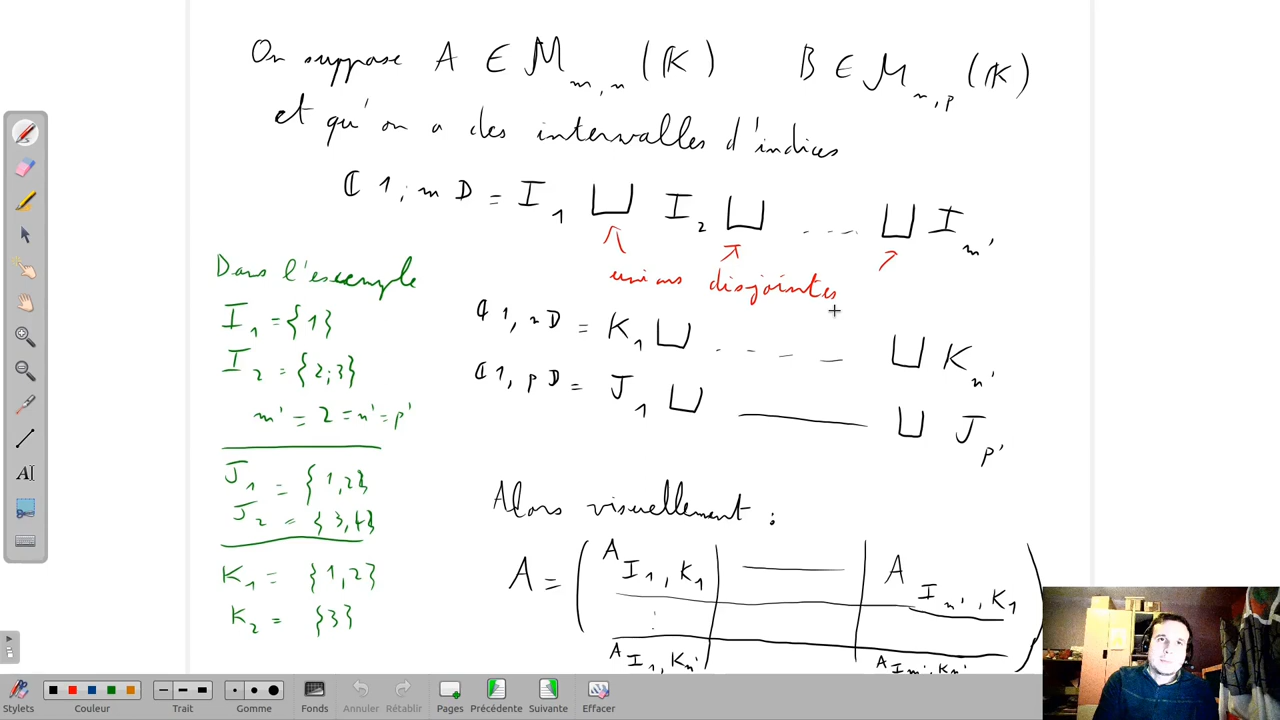 On suppose A ∈ M_{m,n} (K) B ∈ M_{n,p} (K)
et qu'on a des intervalles d'indices
⟦1; m⟧ = I_1 ⊔ I_2 ⊔ .... ⊔ I_{m'}
unions disjointes
⟦1, n⟧ = K_1 ⊔ .... ⊔ K_{n'}
⟦1, p⟧ = J_1 ⊔ —— ⊔ J_{p'}
Dans l'exemple
I_1 = {1}
I_2 = {2;3}
m' = 2 = n' = p'
J_1 = {1,2}
J_2 = {3,4}
K_1 = {1,2}
K_2 = {3}
Alors visuellement :
A = ( A_{I_1, K_1} —— A_{I_{n'}, K_1} )
A_{I_1, K_{n'}} A_{I_{m'}, K_{n'}}
AI
Stylets Couleur Trait Gomme Fonds Annuler Rétablir Pages Précédente Suivante Effacer